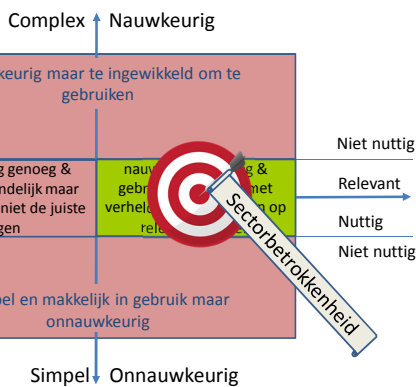 Complex Nauwkeurig
keurig maar te ingewikkeld om te
gebruiken
Niet nuttig
g genoeg &
ndelijk maar
niet de juiste
gen
nauw g &
gebr met
verheld n op
rele
Relevant
Nuttig
Niet nuttig
Sectorbetrokkenheid
pel en makkelijk in gebruik maar
onnauwkeurig
Simpel Onnauwkeurig